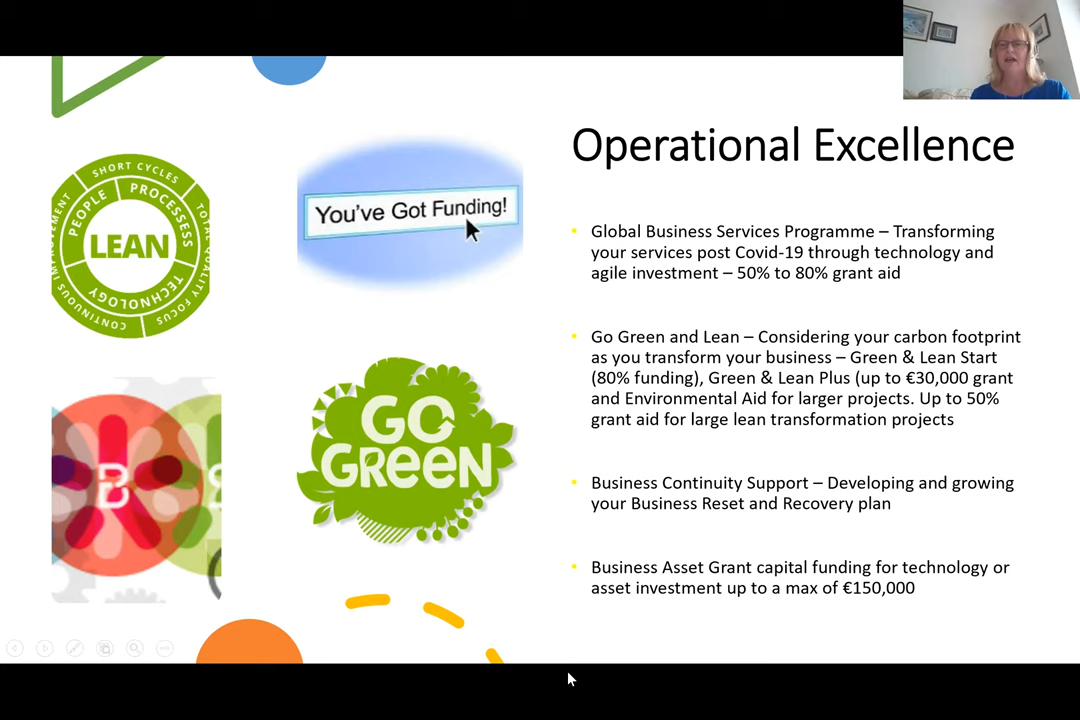 Operational Excellence
SHORT CYCLES
TOTAL QUALITY FOCUS
CONTINUOUS IMPROVEMENT
PEOPLE
PROCESSESS
TECHNOLOGY
LEAN
You've Got Funding!
GO
GREEN
B
Global Business Services Programme – Transforming
your services post Covid-19 through technology and
agile investment – 50% to 80% grant aid
Go Green and Lean – Considering your carbon footprint
as you transform your business – Green & Lean Start
(80% funding), Green & Lean Plus (up to €30,000 grant
and Environmental Aid for larger projects. Up to 50%
grant aid for large lean transformation projects
Business Continuity Support – Developing and growing
your Business Reset and Recovery plan
Business Asset Grant capital funding for technology or
asset investment up to a max of €150,000